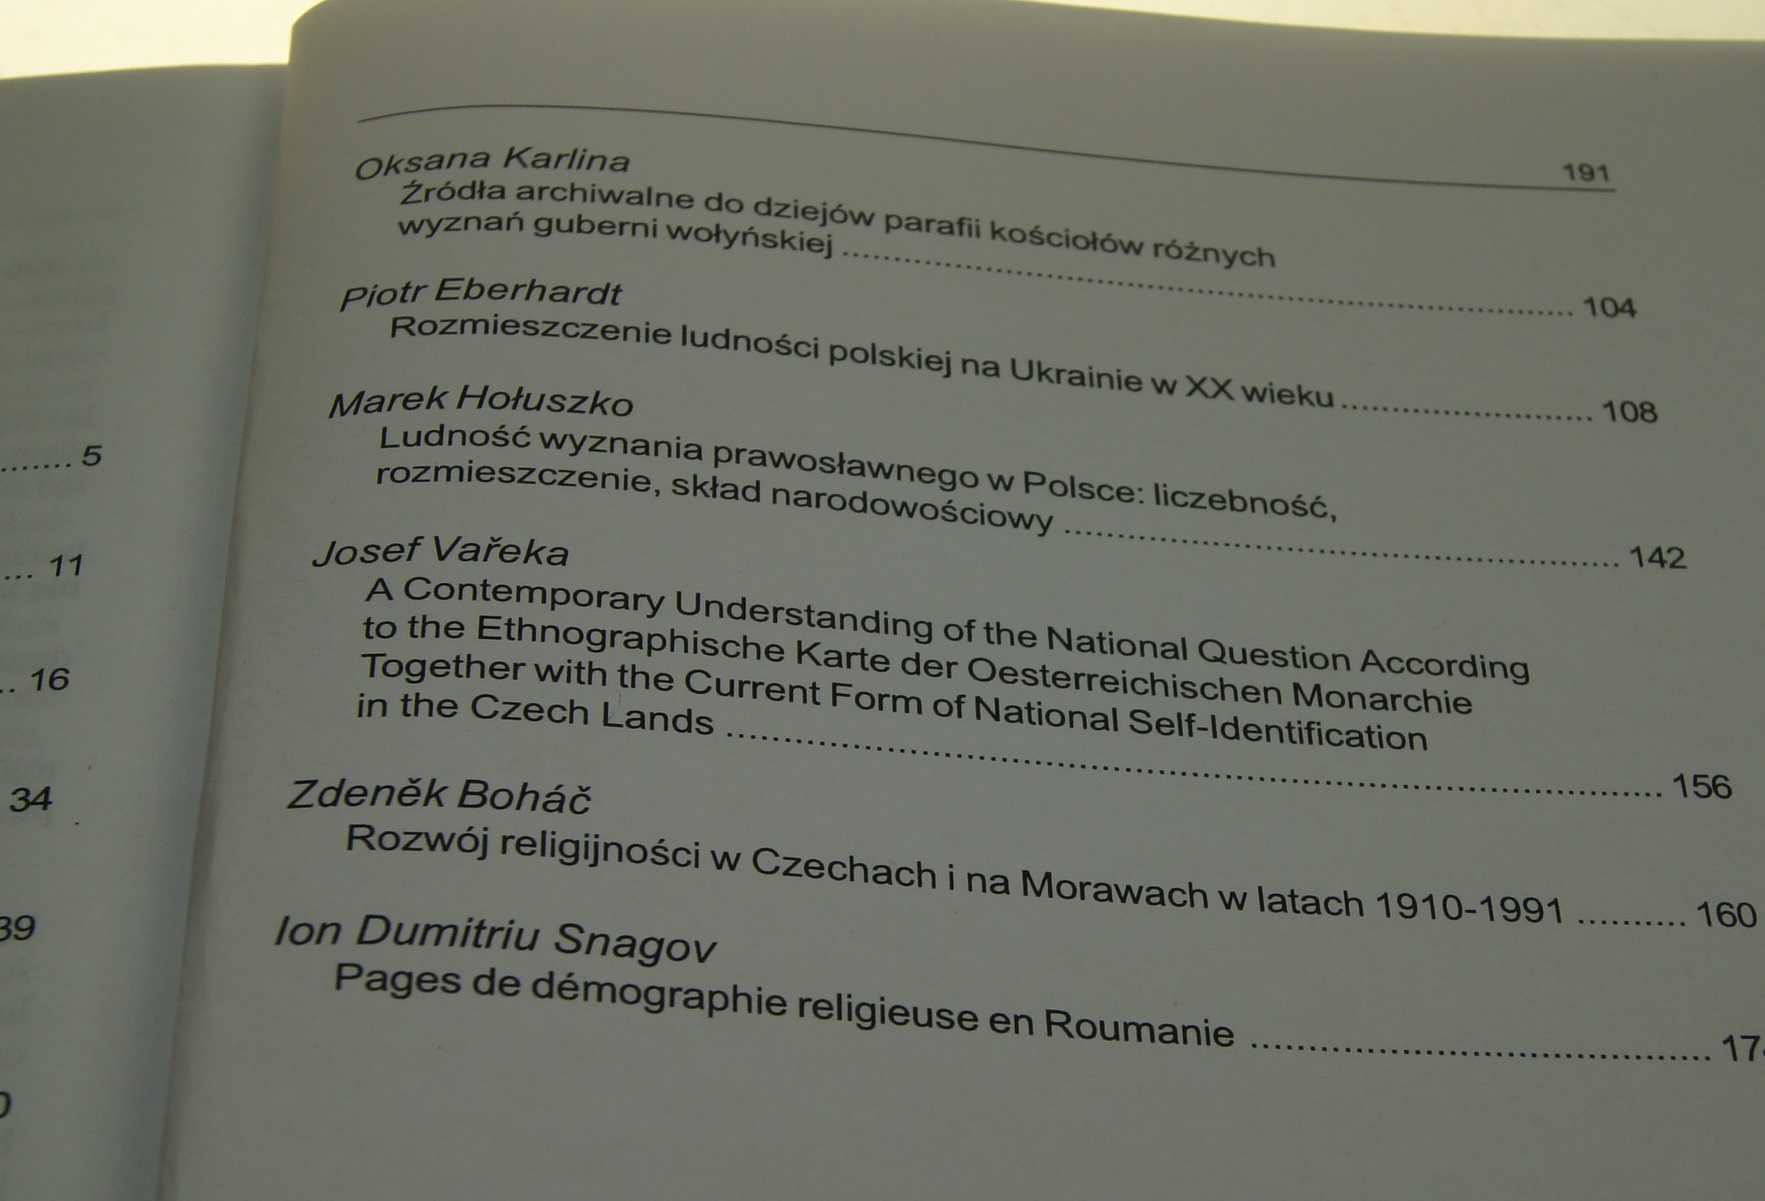 191
Oksana Karlina
Źródła archiwalne do dziejów parafii kościołów różnych
wyznań guberni wołyńskiej .......... 104
Piotr Eberhardt
Rozmieszczenie ludności polskiej na Ukrainie w XX wieku .......... 108
Marek Hołuszko
Ludność wyznania prawosławnego w Polsce: liczebność,
rozmieszczenie, skład narodowościowy .......... 142
Josef Vařeka
A Contemporary Understanding of the National Question According
to the Ethnographische Karte der Oesterreichischen Monarchie
Together with the Current Form of National Self-Identification
in the Czech Lands .......... 156
Zdeněk Boháč
Rozwój religijności w Czechach i na Morawach w latach 1910-1991 .......... 160
Ion Dumitriu Snagov
Pages de démographie religieuse en Roumanie ..........
....... 5
... 11
.. 16
34
39